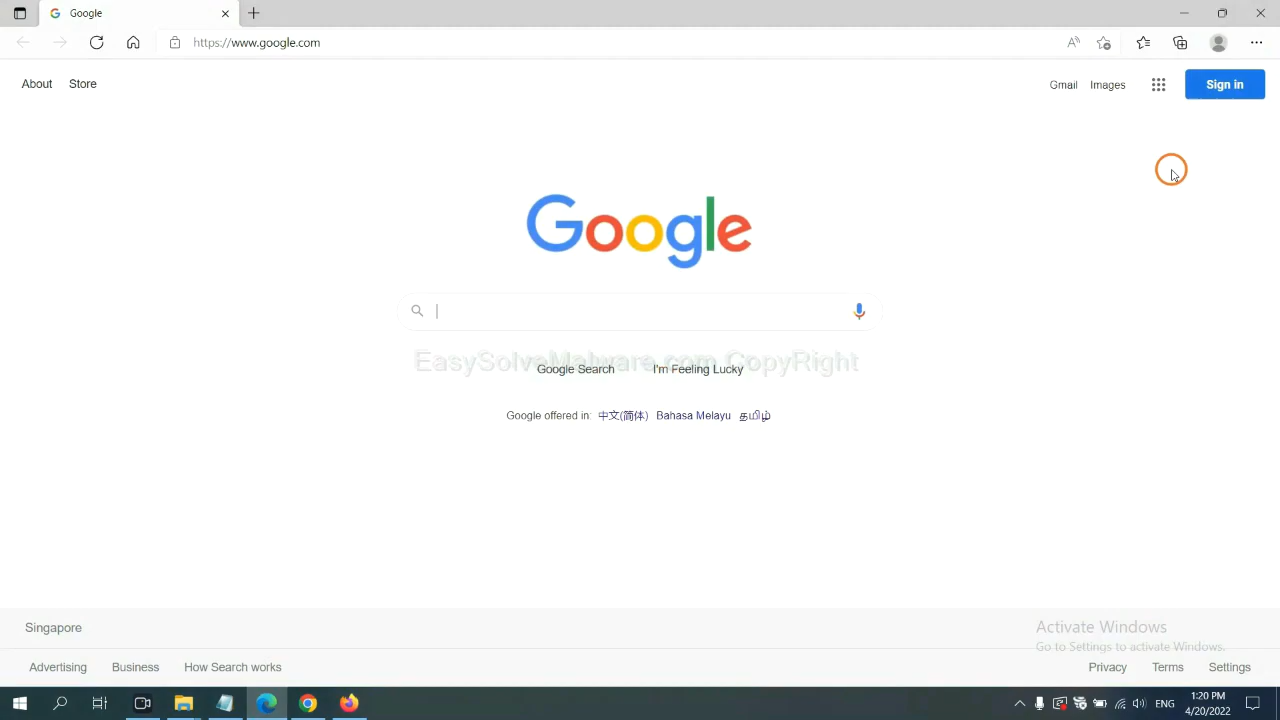 Google
https://www.google.com
About Store
Gmail Images Sign in
Google
EasySolveMalware.com CopyRight
Google Search I'm Feeling Lucky
Google offered in: 中文(简体) Bahasa Melayu தமிழ்
Singapore
Activate Windows
Go to Settings to activate Windows.
Advertising Business How Search works
Privacy Terms Settings
ENG
1:20 PM
4/20/2022